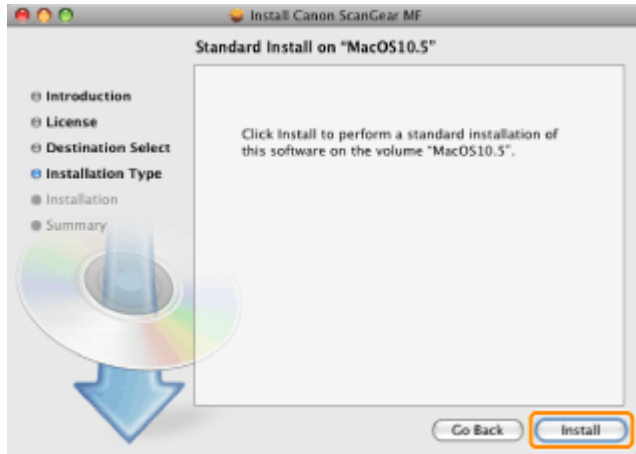 Install Canon ScanGear MF
Standard Install on "MacOS10.5"
Introduction
License
Destination Select
Installation Type
Installation
Summary
Click Install to perform a standard installation of
this software on the volume "MacOS10.5".
Go Back
Install